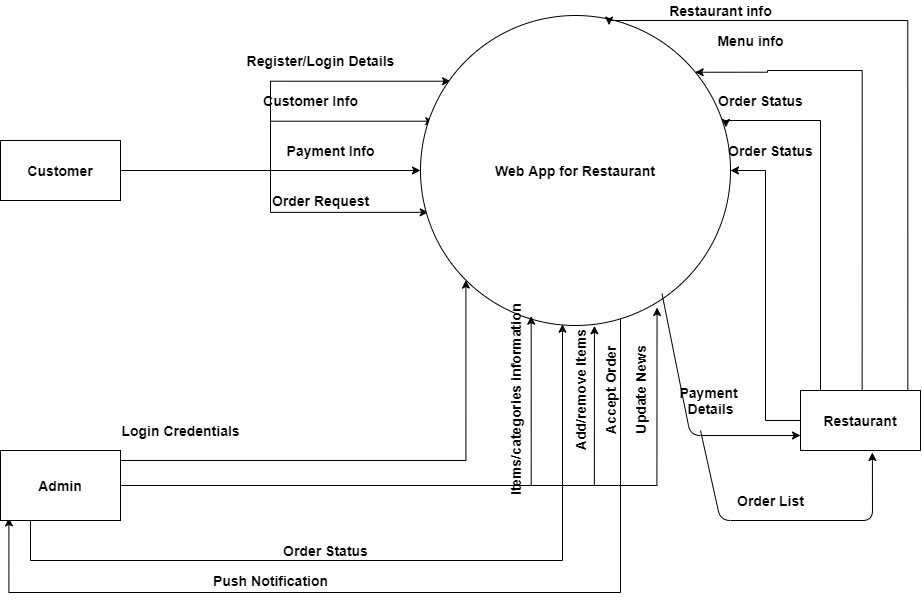 Restaurant info
Menu info
Register/Login Details
Customer Info
Order Status
Payment Info
Order Status
Customer
Web App for Restaurant
Order Request
Items/categories information
Add/remove Items
Accept Order
Update News
Payment
Details
Restaurant
Login Credentials
Admin
Order List
Order Status
Push Notification